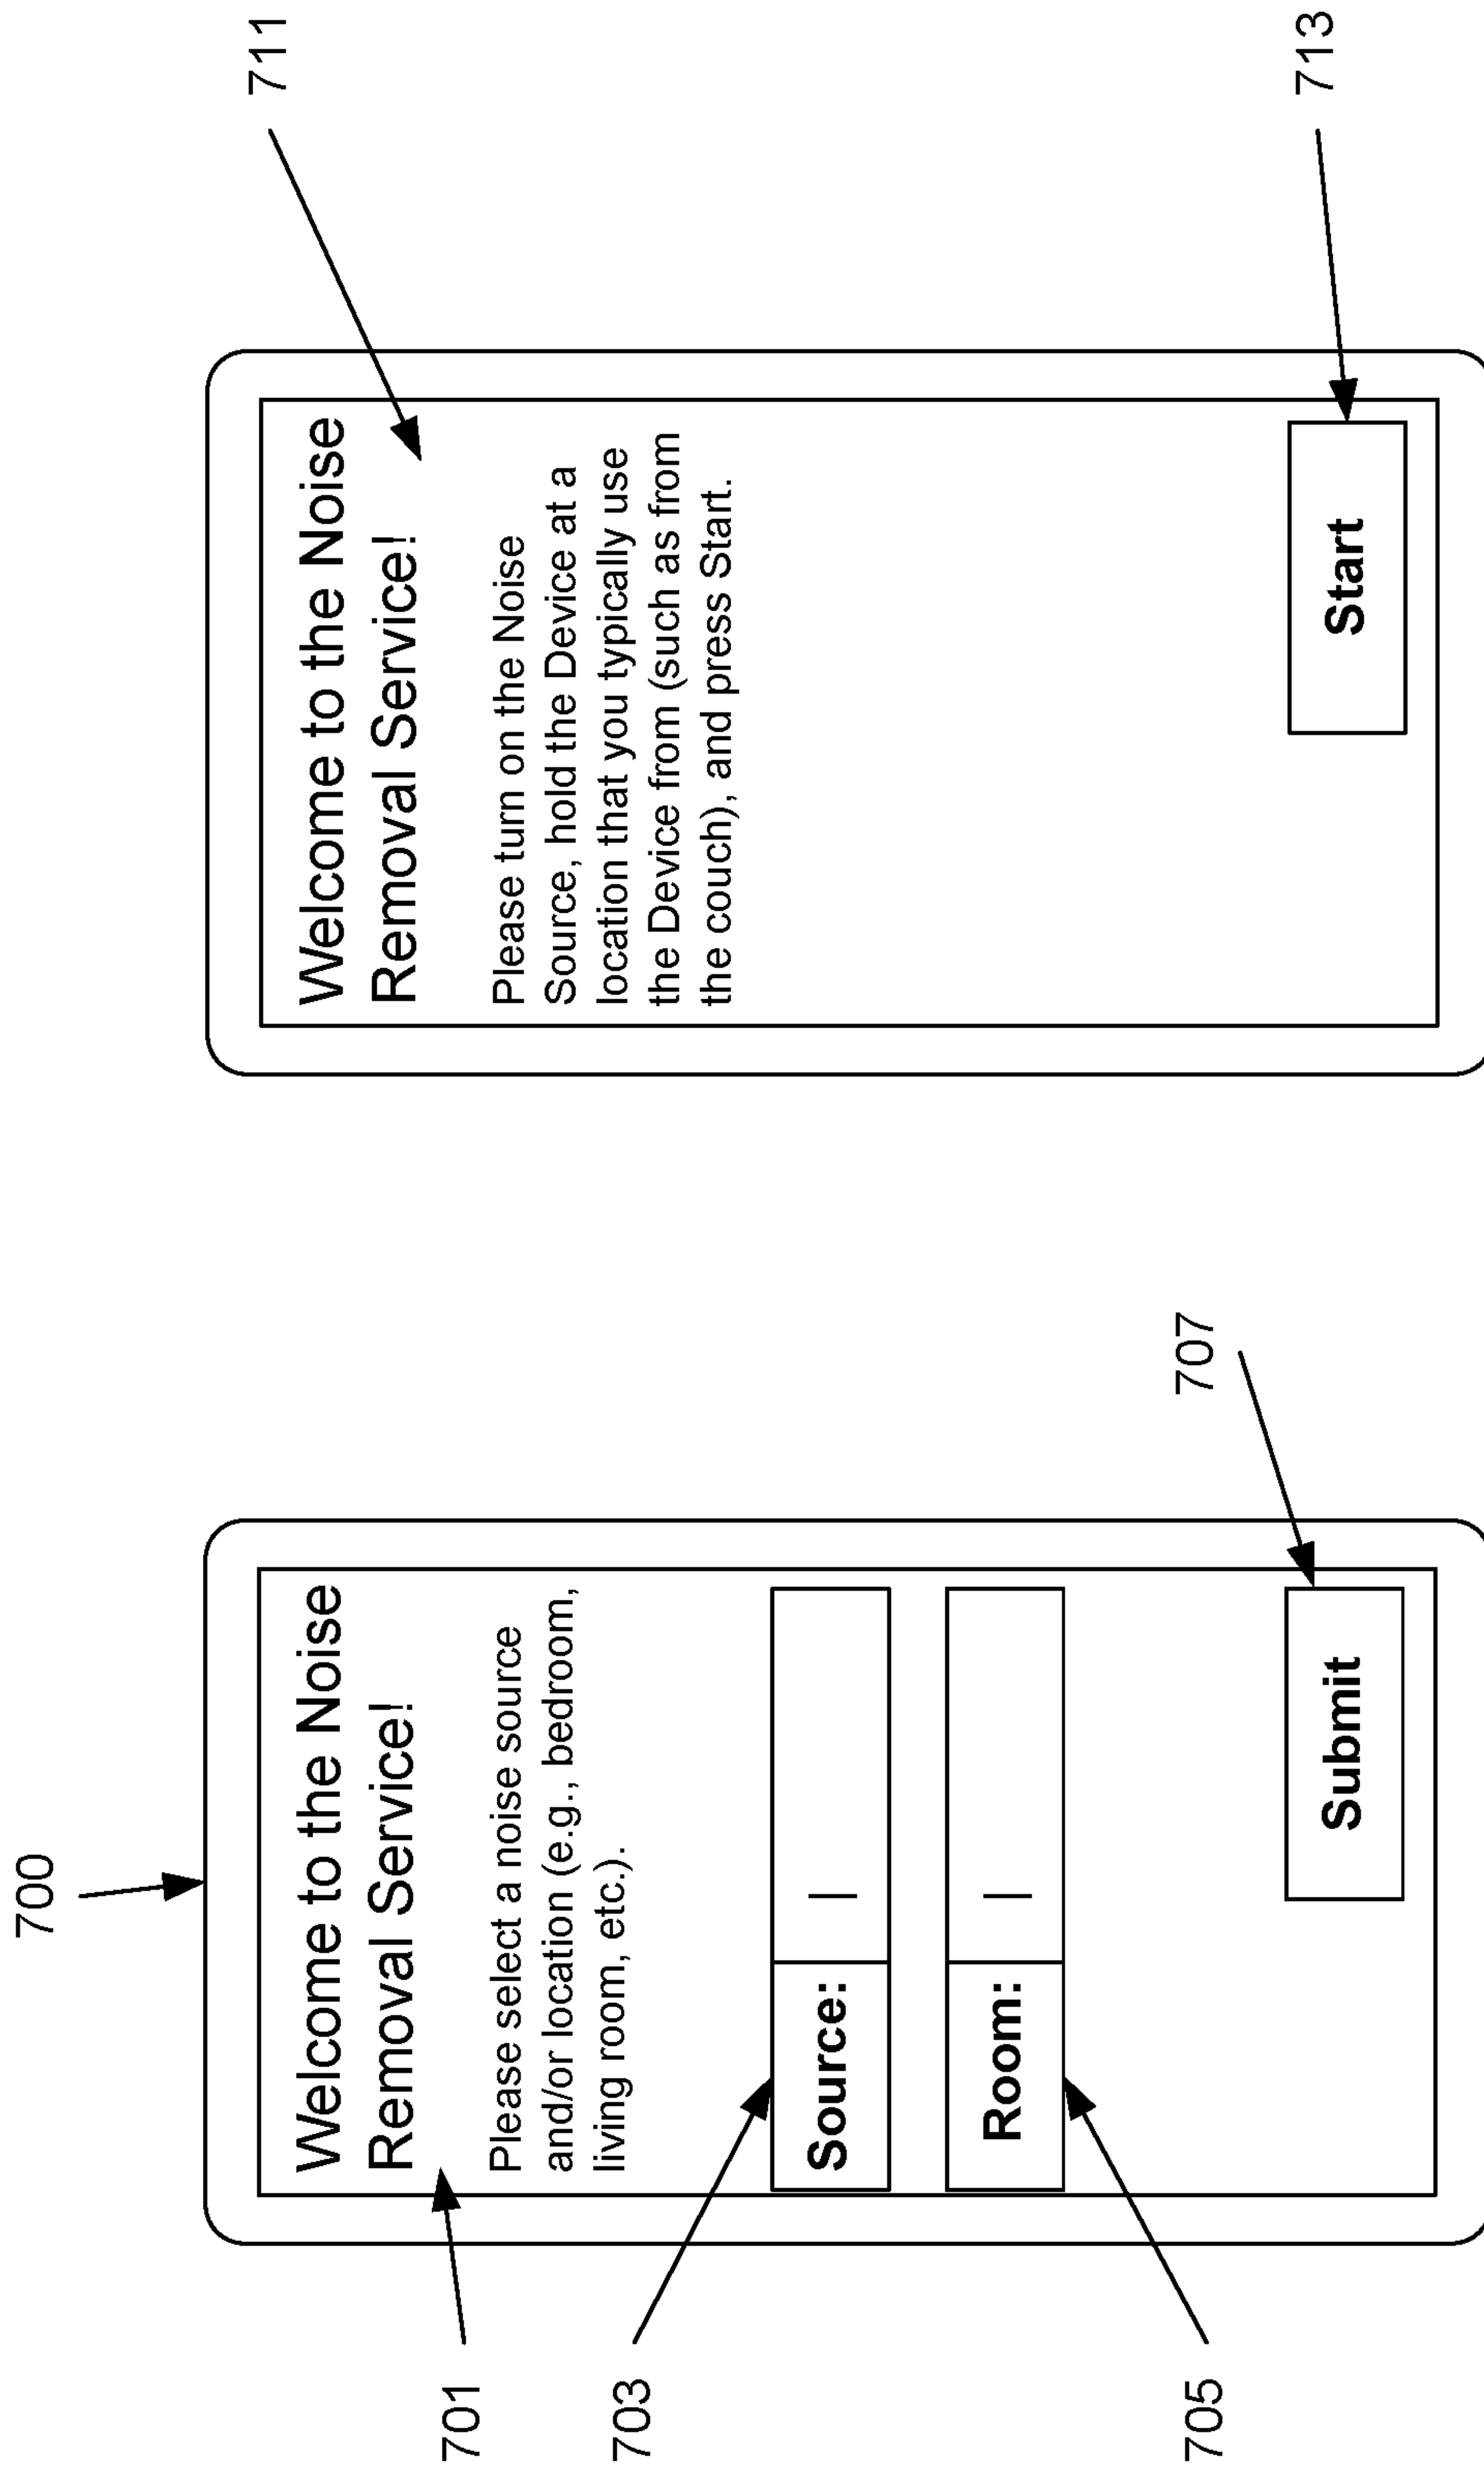 700
701
Welcome to the Noise
Removal Service!
Please select a noise source
and/or location (e.g., bedroom,
living room, etc.).
703
Source: |
705
Room: |
707
Submit
711
Welcome to the Noise
Removal Service!
Please turn on the Noise
Source, hold the Device at a
location that you typically use
the Device from (such as from
the couch), and press Start.
713
Start